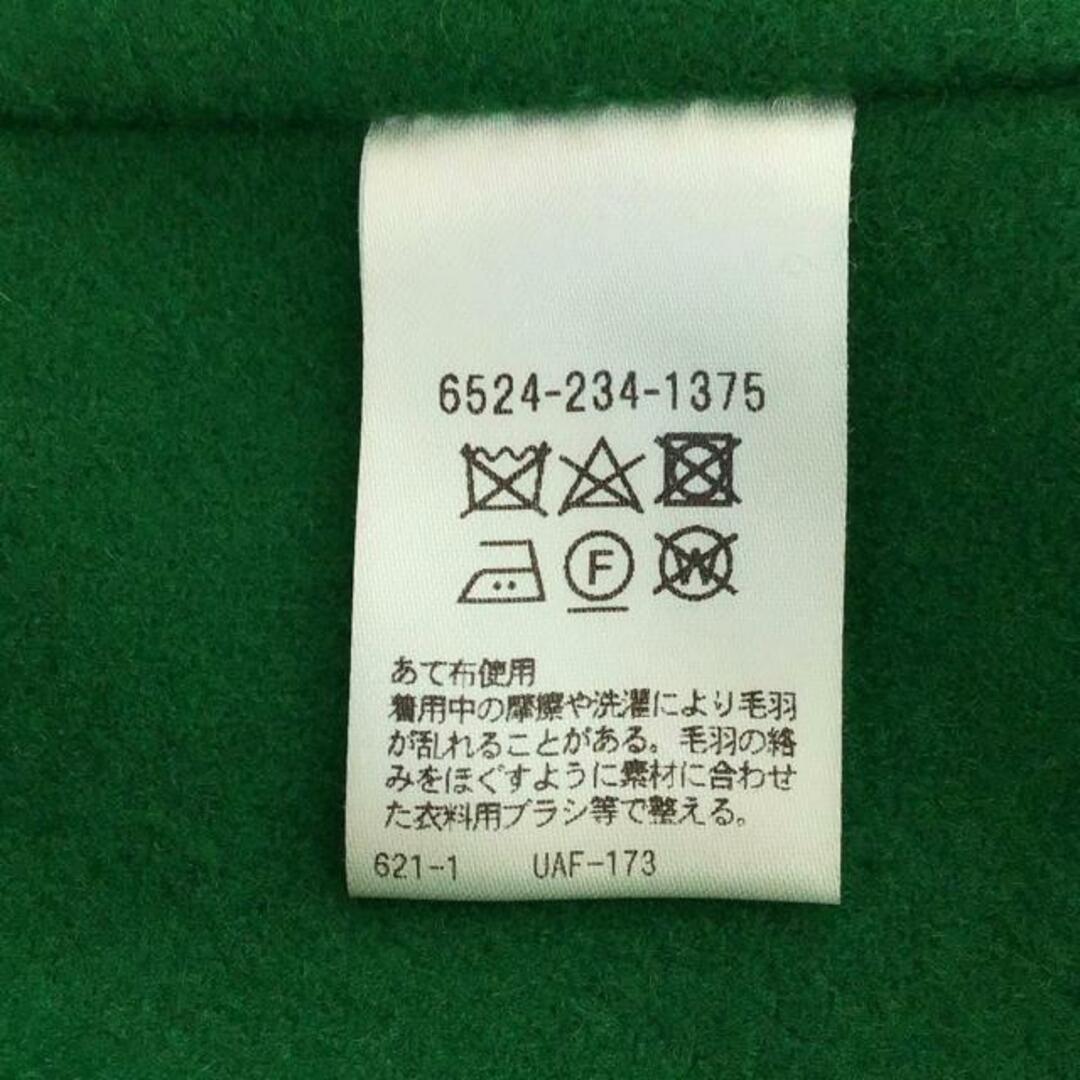 6524-234-1375
F
W
あて布使用
着用中の摩擦や洗濯により毛羽
が乱れることがある。毛羽の絡
みをほぐすように素材に合わせ
た衣料用ブラシ等で整える。
621-1 UAF-173